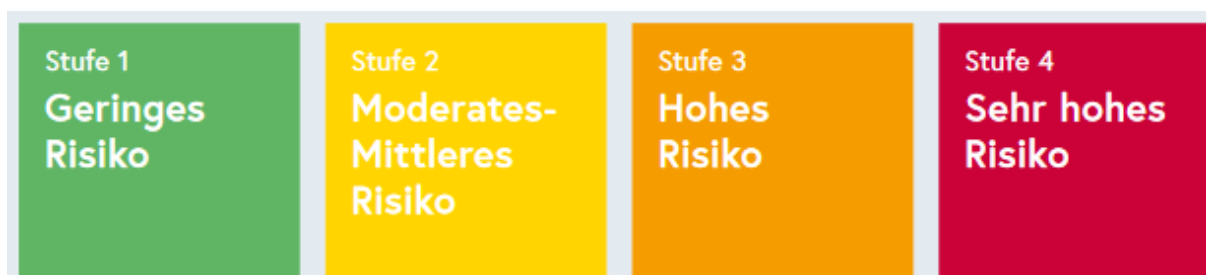 Stufe 1
Geringes
Risiko
Stufe 2
Moderates-
Mittleres
Risiko
Stufe 3
Hohes
Risiko
Stufe 4
Sehr hohes
Risiko